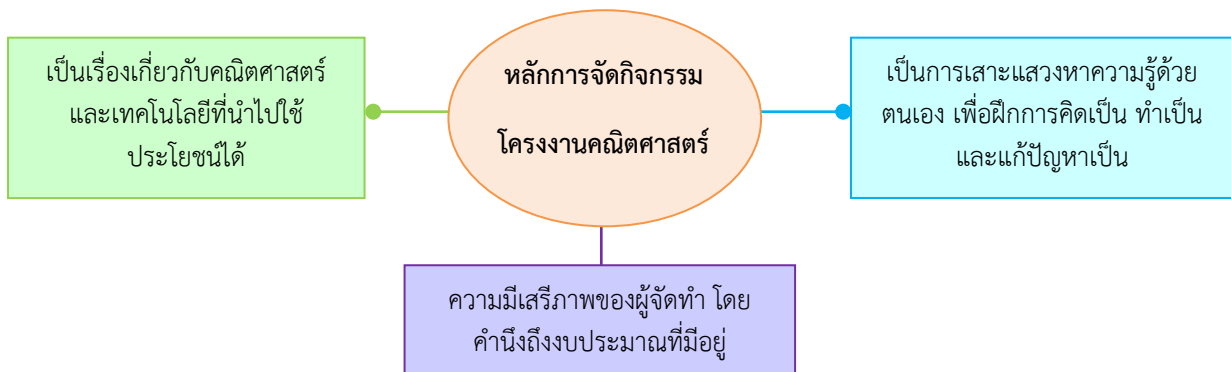 หลักการจัดกิจกรรม
โครงงานคณิตศาสตร์
เป็นเรื่องเกี่ยวกับคณิตศาสตร์
และเทคโนโลยีที่นำไปใช้
ประโยชน์ได้
เป็นการเสาะแสวงหาความรู้ด้วย
ตนเอง เพื่อฝึกการคิดเป็น ทำเป็น
และแก้ปัญหาเป็น
ความมีเสรีภาพของผู้จัดทำ โดย
คำนึงถึงงบประมาณที่มีอยู่